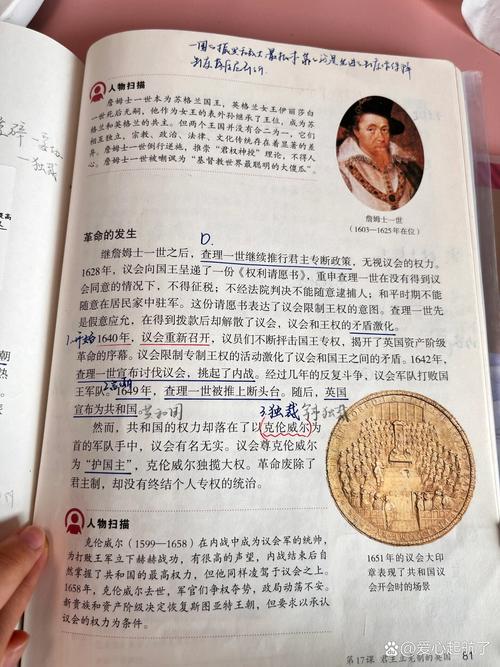 人物扫描
詹姆士一世本为苏格兰国王，英格兰女王伊丽莎白
一世死后无嗣，他作为女王的表外孙继承了王位，成为苏
格兰和英格兰的共主。但两个王国并没有合二为一，它们
相互独立，宗教、政治、法律、文化传统存在着显著的差
异。詹姆士一世倒行逆施，推崇“君权神授”理论，不得人
心。詹姆士一世被嘲讽为“基督教世界最聪明的大傻瓜”。
詹姆士一世
（1603—1625年在位）
革命的发生
D.
继詹姆士一世之后，查理一世继续推行君主专断政策，无视议会的权力。
1628年，议会向国王呈递了一份《权利请愿书》，重申查理一世在没有得到议
会同意的情况下，不得征税；不经法院判决不能随意逮捕人；和平时期不能
随意在居民家中驻军。这份请愿书表达了议会限制王权的意图。查理一世先
是假意应允，在得到拨款后却解散了议会，议会和王权的矛盾激化。
1.开始
1640年，议会重新召开，议员们不断抨击国王专权，揭开了英国资产阶级
革命的序幕。议会限制专制王权的活动激化了议会和国王之间的矛盾。1642年，
查理一世宣布讨伐议会，挑起了内战。经过几年的反复斗争，议会军队打败国
王军队。1649年，查理一世被推上断头台。随后，英国
宣布为共和国
共和国
3.独裁
然而，共和国的权力却落在了以克伦威尔为
首的军队手中，议会有名无实。议会尊克伦威尔
为“护国主”，克伦威尔独揽大权。革命废除了
君主制，却没有终结个人专权的统治。
人物扫描
克伦威尔（1599—1658）在内战中成为议会军的统帅，
为打败王军立下赫赫战功，有很高的声望，内战结束后自
然掌握了共和国的最高权力，但他同样凌驾于议会之上。
1658年，克伦威尔去世，军官们争权夺势，政局动荡不安。
新贵族和资产阶级决定恢复斯图亚特王朝，但要求以承认
议会的权力为条件。
1651年的议会大印
章表现了共和国议
会开会时的场景
第17课 君主立宪制的英国 81
@爱心起航了